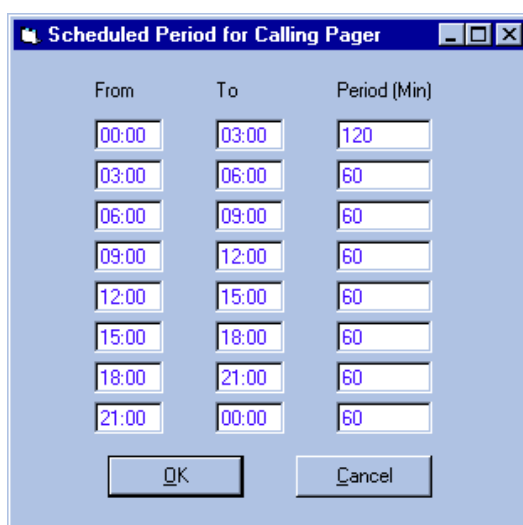 Scheduled Period for Calling Pager
From To Period (Min)
00:00 03:00 120
03:00 06:00 60
06:00 09:00 60
09:00 12:00 60
12:00 15:00 60
15:00 18:00 60
18:00 21:00 60
21:00 00:00 60
OK Cancel